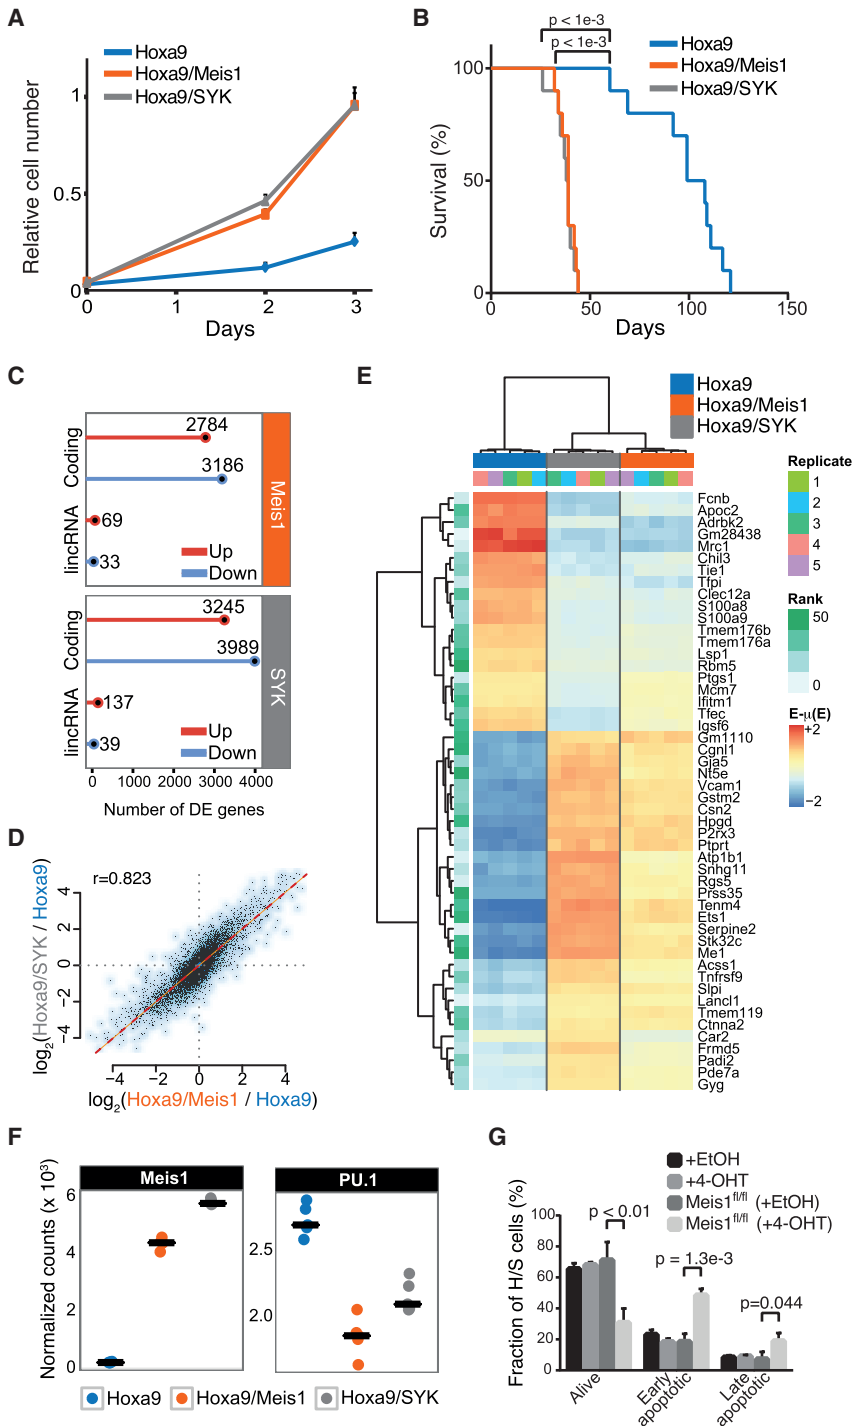 A
Hoxa9
Hoxa9/Meis1
Hoxa9/SYK
Relative cell number
1
0.5
0
0 1 2 3
Days
B
p < 1e-3
p < 1e-3
Hoxa9
Hoxa9/Meis1
Hoxa9/SYK
Survival (%)
100
50
0
0 50 100 150
Days
C
Coding
2784
3186
lincRNA
69
33
Up
Down
Meis1
Coding
3245
3989
lincRNA
137
39
Up
Down
SYK
0 1000 2000 3000 4000
Number of DE genes
D
r=0.823
log2(Hoxa9/SYK / Hoxa9)
4
2
0
−2
−4
−4 −2 0 2 4
log2(Hoxa9/Meis1 / Hoxa9)
E
Hoxa9
Hoxa9/Meis1
Hoxa9/SYK
Fcnb
Apoc2
Adrbk2
Gm28438
Mrc1
Chil3
Tie1
Tfpi
Clec12a
S100a8
S100a9
Tmem176b
Tmem176a
Lsp1
Rbm5
Ptgs1
Mcm7
Ifitm1
Tfec
Igsf6
Gm1110
Cgnl1
Gja5
Nt5e
Vcam1
Gstm2
Csn2
Hpgd
P2rx3
Ptprt
Atp1b1
Snhg11
Rgs5
Prss35
Tenm4
Ets1
Serpine2
Stk32c
Me1
Acss1
Tnfrsf9
Slpi
Lancl1
Tmem119
Ctnna2
Car2
Frmd5
Padi2
Pde7a
Gyg
Replicate
1
2
3
4
5
Rank
50
0
E-μ(E)
+2
−2
F
Normalized counts (x 10³)
Meis1
6
4
2
0
PU.1
2.5
2.0
Hoxa9
Hoxa9/Meis1
Hoxa9/SYK
G
+EtOH
+4-OHT
Meis1fl/fl (+EtOH)
Meis1fl/fl (+4-OHT)
Fraction of H/S cells (%)
100
80
60
40
20
0
p < 0.01
p = 1.3e-3
p=0.044
Alive
Early apoptotic
Late apoptotic